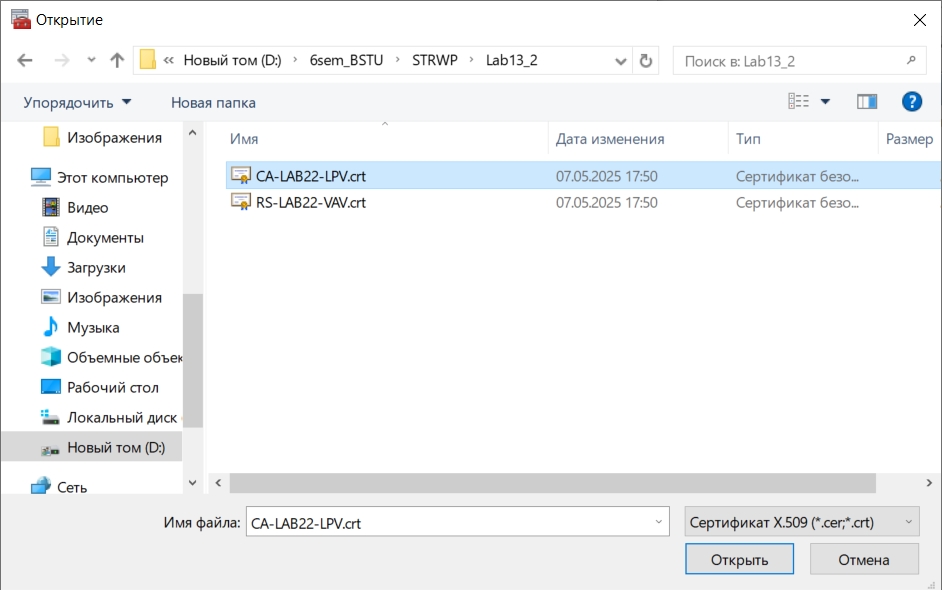 Открытие
« Новый том (D:) › 6sem_BSTU › STRWP › Lab13_2
Поиск в: Lab13_2
Упорядочить
Новая папка
?
Изображения
Этот компьютер
Видео
Документы
Загрузки
Изображения
Музыка
Объемные объек
Рабочий стол
Локальный диск (
Новый том (D:)
Сеть
Имя Дата изменения Тип Размер
CA-LAB22-LPV.crt 07.05.2025 17:50 Сертификат безо...
RS-LAB22-VAV.crt 07.05.2025 17:50 Сертификат безо...
Имя файла: CA-LAB22-LPV.crt Сертификат X.509 (*.cer;*.crt)
Открыть Отмена